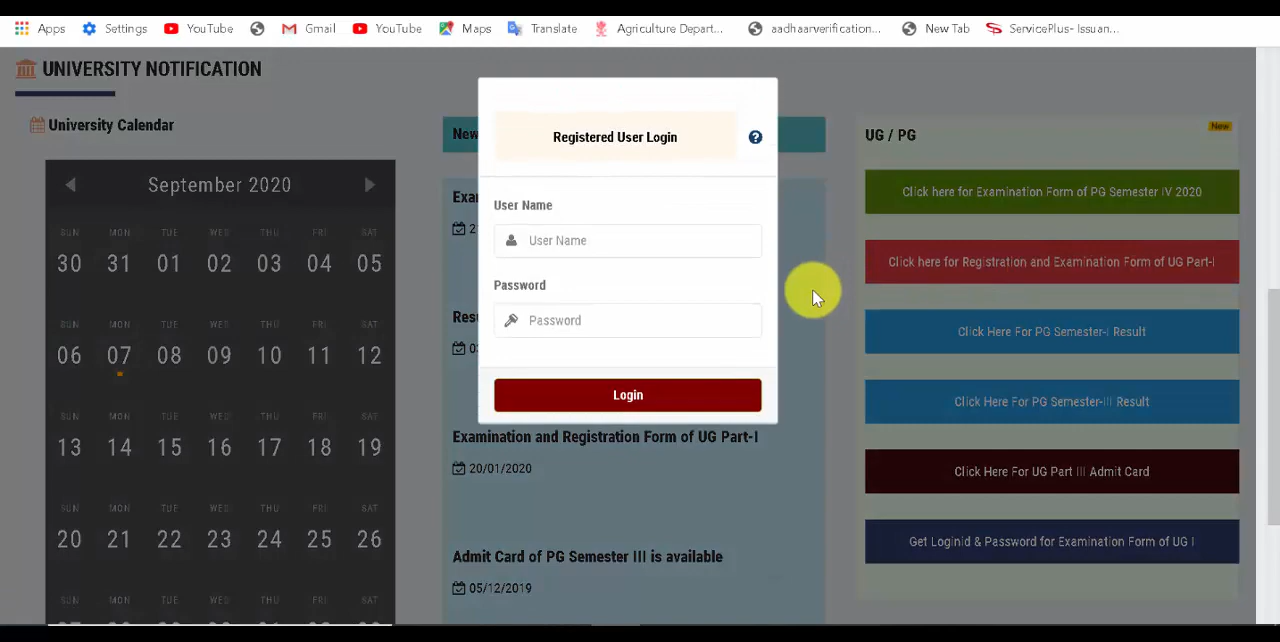 Apps Settings YouTube Gmail YouTube Maps Translate Agriculture Depart... aadhaarverification... New Tab ServicePlus- Issuan...
UNIVERSITY NOTIFICATION
University Calendar
September 2020
SUN MON TUE WED THU FRI SAT
30 31 01 02 03 04 05
SUN MON TUE WED THU FRI SAT
06 07 08 09 10 11 12
SUN MON TUE WED THU FRI SAT
13 14 15 16 17 18 19
SUN MON TUE WED THU FRI SAT
20 21 22 23 24 25 26
SUN MON TUE WED THU FRI SAT
New
Examination and Registration Form of UG Part-I
20/01/2020
Admit Card of PG Semester III is available
05/12/2019
Registered User Login
?
User Name
User Name
Password
Password
Login
UG / PG
New
Click here for Examination Form of PG Semester IV 2020
Click here for Registration and Examination Form of UG Part-I
Click Here For PG Semester-I Result
Click Here For PG Semester-III Result
Click Here For UG Part III Admit Card
Get Loginid & Password for Examination Form of UG I